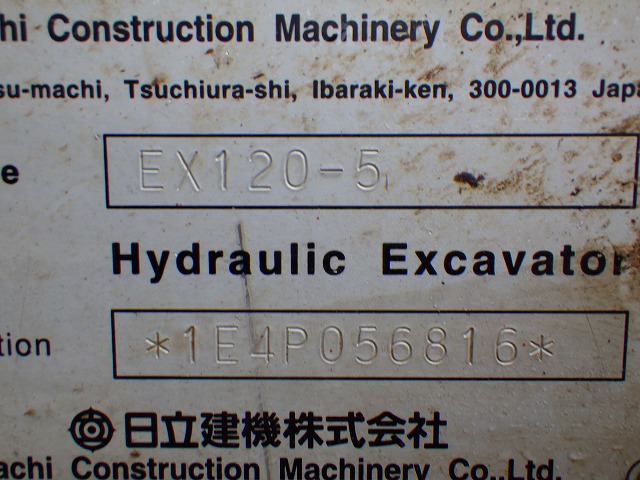 hi Construction Machinery Co.,Ltd.
su-machi, Tsuchiura-shi, Ibaraki-ken, 300-0013 Japa
e
EX120-5
Hydraulic Excavator
tion
*1E4P056816*
日立建機株式会社
achi Construction Machinery Co.,Ltd.